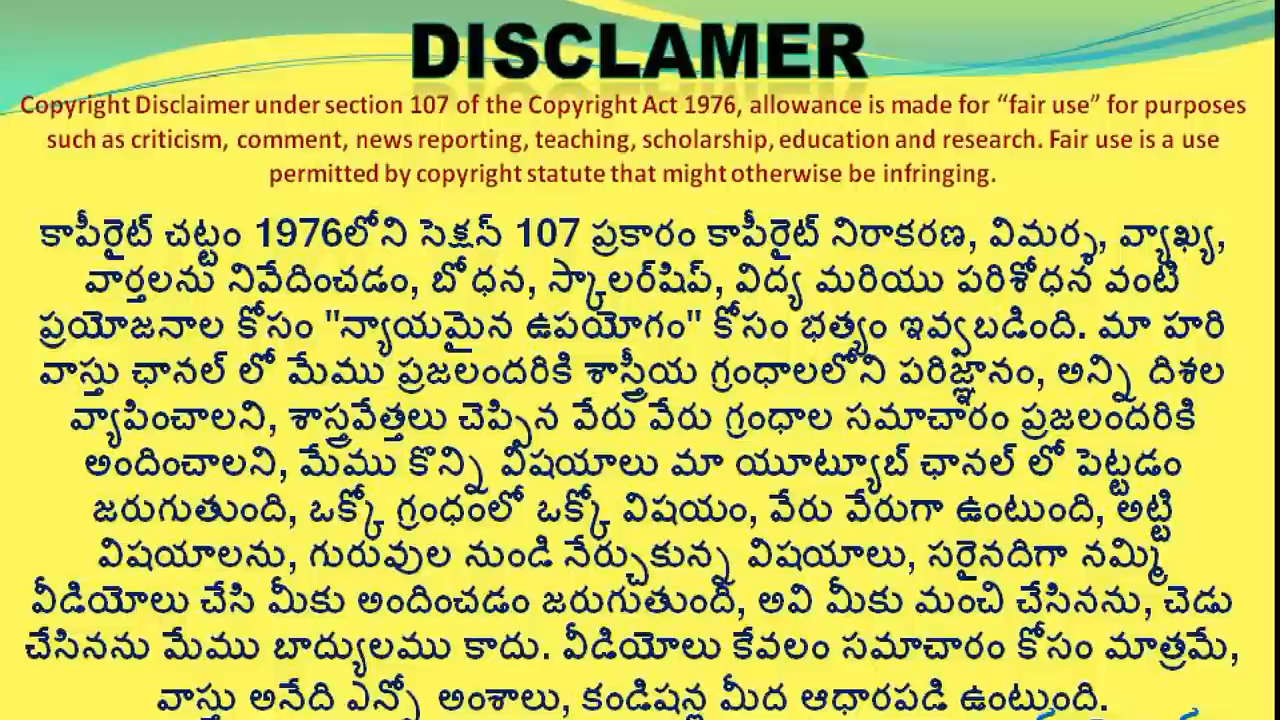 DISCLAMER
Copyright Disclaimer under section 107 of the Copyright Act 1976, allowance is made for “fair use” for purposes
such as criticism, comment, news reporting, teaching, scholarship, education and research. Fair use is a use
permitted by copyright statute that might otherwise be infringing.
కాపీరైట్ చట్టం 1976లోని సెక్షన్ 107 ప్రకారం కాపీరైట్ నిరాకరణ, విమర్శ, వ్యాఖ్య,
వార్తలను నివేదించడం, బోధన, స్కాలర్‌షిప్, విద్య మరియు పరిశోధన వంటి
ప్రయోజనాల కోసం "న్యాయమైన ఉపయోగం" కోసం భత్యం ఇవ్వబడింది. మా హరి
వాస్తు ఛానల్ లో మేము ప్రజలందరికి శాస్త్రీయ గ్రంధాలలోని పరిజ్ఞానం, అన్ని దిశల
వ్యాపించాలని, శాస్త్రవేత్తలు చెప్పిన వేరు వేరు గ్రంధాల సమాచారం ప్రజలందరికి
అందించాలని, మేము కొన్ని విషయాలు మా యూట్యూబ్ ఛానల్ లో పెట్టడం
జరుగుతుంది, ఒక్కో గ్రంధంలో ఒక్కో విషయం, వేరు వేరుగా ఉంటుంది, అట్టి
విషయాలను, గురువుల నుండి నేర్చుకున్న విషయాలు, సరైనదిగా నమ్మి
వీడియోలు చేసి మీకు అందించడం జరుగుతుంది, అవి మీకు మంచి చేసినను, చెడు
చేసినను మేము బాద్యులము కాదు. వీడియోలు కేవలం సమాచారం కోసం మాత్రమే,
వాస్తు అనేది ఎన్నో అంశాలు, కండిషన్ల మీద ఆధారపడి ఉంటుంది.